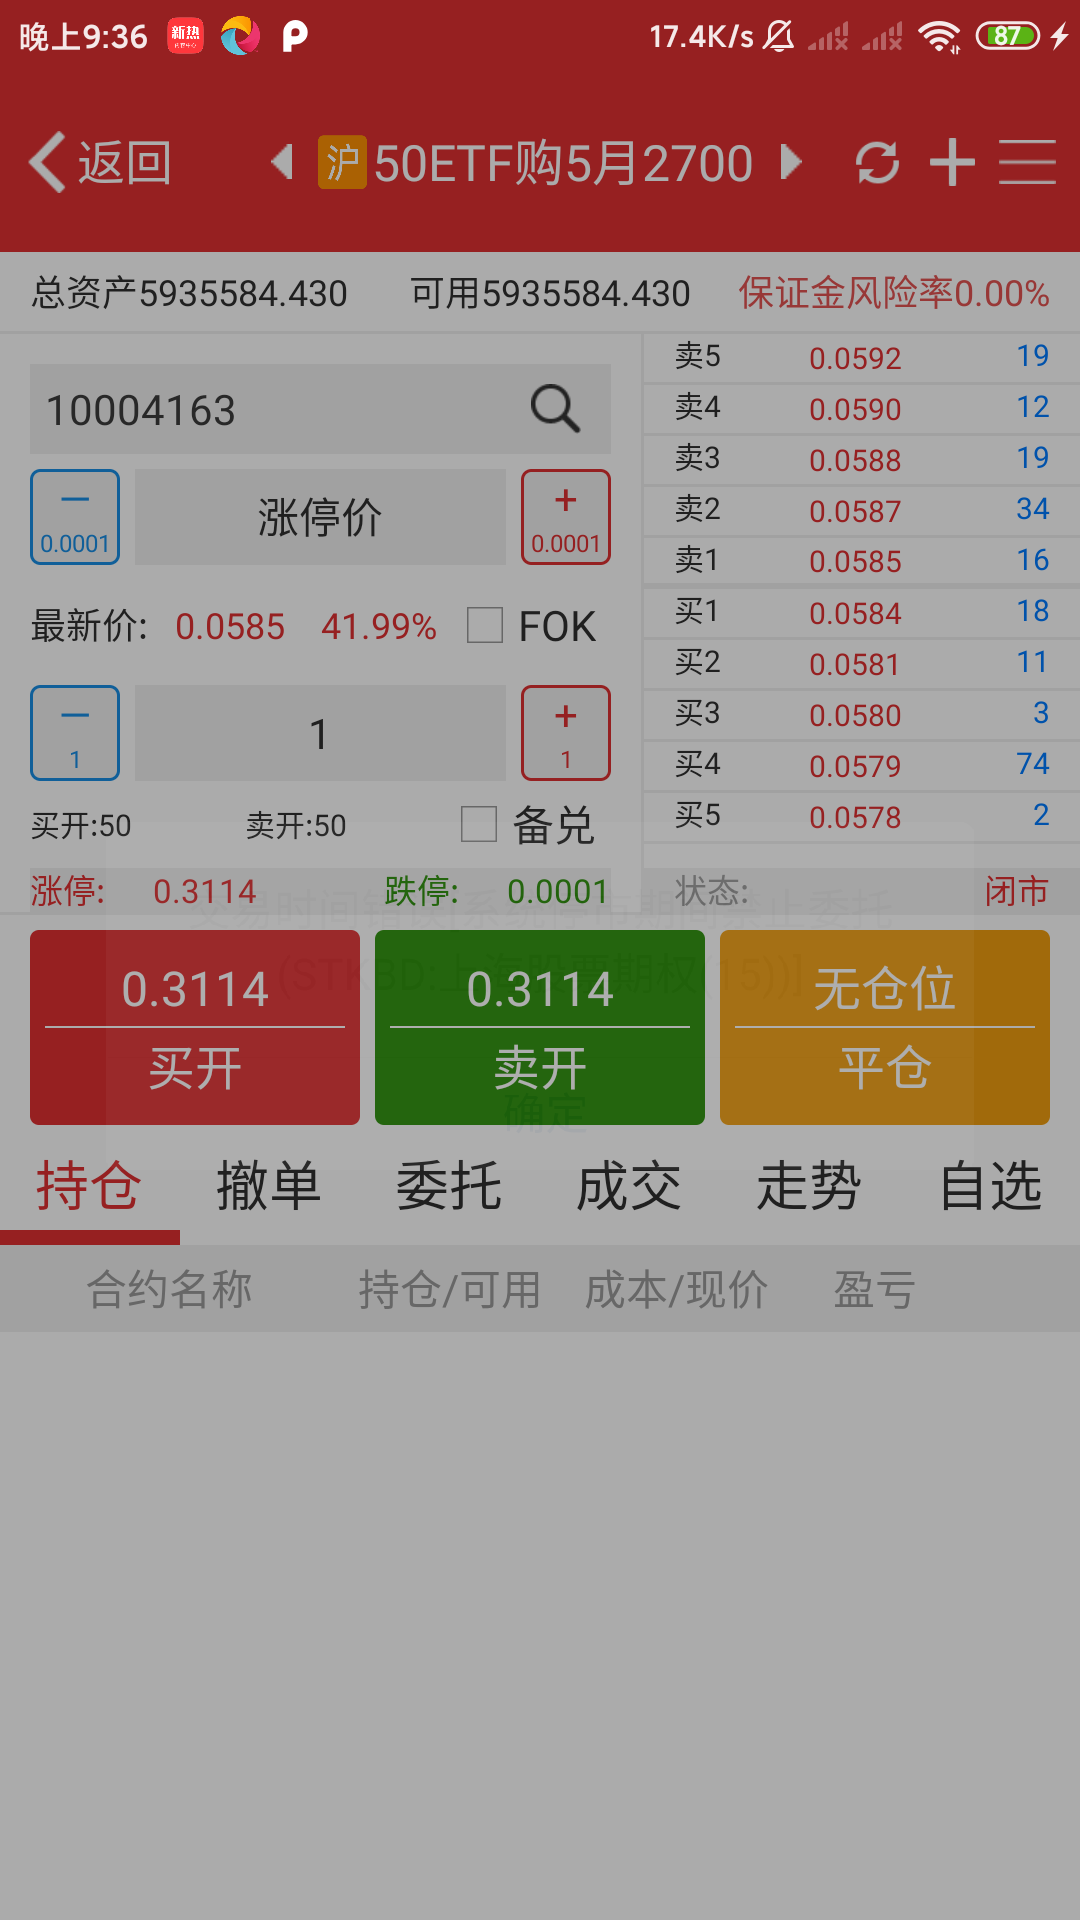 晚上9:36
新热
17.4K/s
87
返回
沪
50ETF购5月2700
总资产5935584.430
可用5935584.430
保证金风险率0.00%
10004163
0.0001
涨停价
+
0.0001
最新价:
0.0585
41.99%
FOK
1
1
+
1
买开:50
卖开:50
备兑
涨停:
0.3114
跌停:
0.0001
卖5 0.0592 19
卖4 0.0590 12
卖3 0.0588 19
卖2 0.0587 34
卖1 0.0585 16
买1 0.0584 18
买2 0.0581 11
买3 0.0580 3
买4 0.0579 74
买5 0.0578 2
状态:
闭市
交易时间错误[系统停市期间禁止委托
(STKBD:上海股票期权(15))]
确定
0.3114
买开
0.3114
卖开
无仓位
平仓
持仓
撤单
委托
成交
走势
自选
合约名称
持仓/可用
成本/现价
盈亏